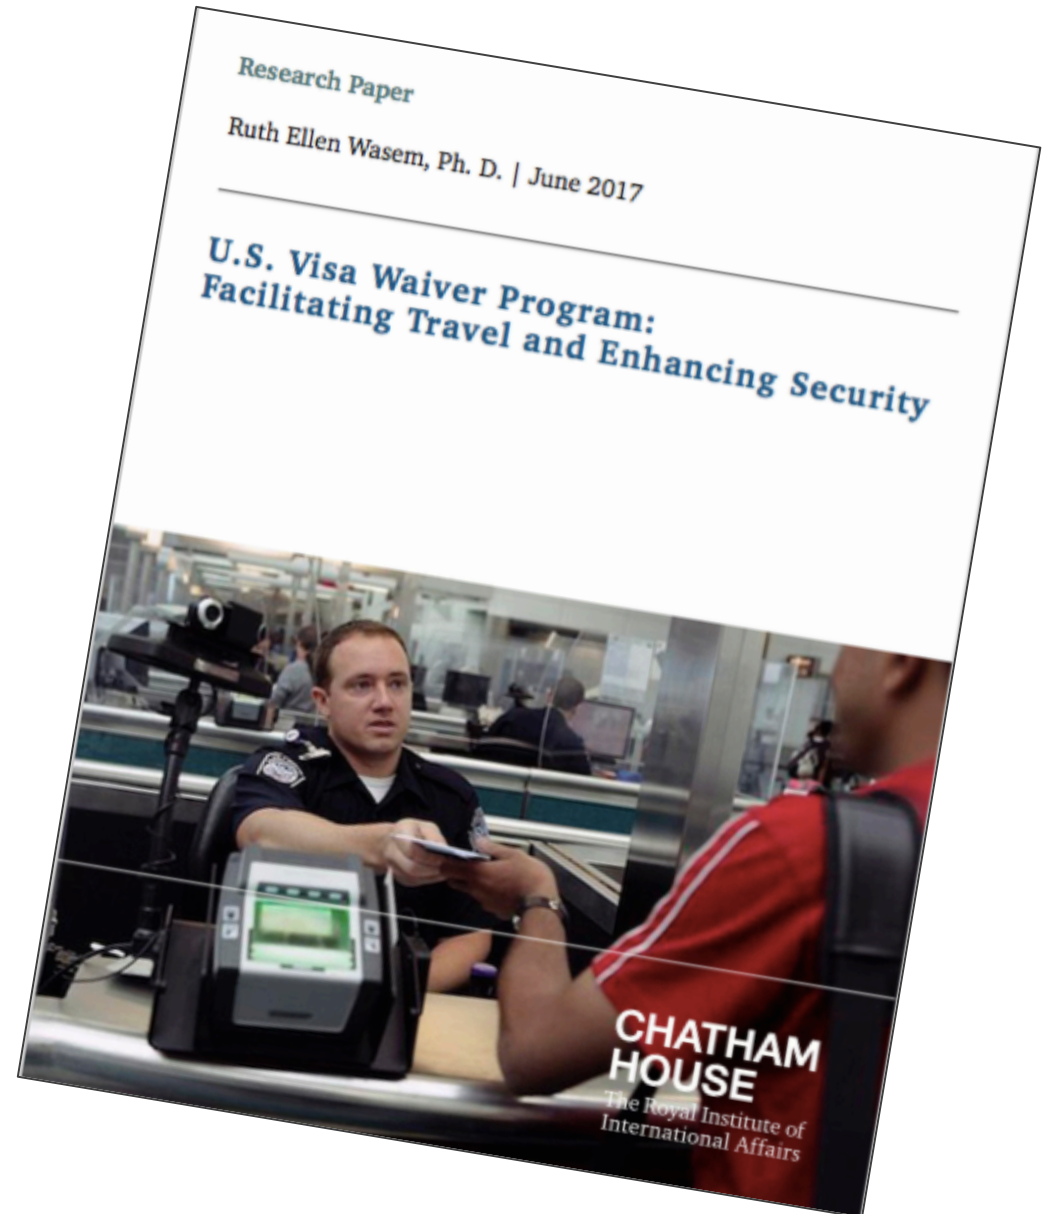 Research Paper
Ruth Ellen Wasem, Ph. D. | June 2017
U.S. Visa Waiver Program:
Facilitating Travel and Enhancing Security
CHATHAM
HOUSE
The Royal Institute of
International Affairs